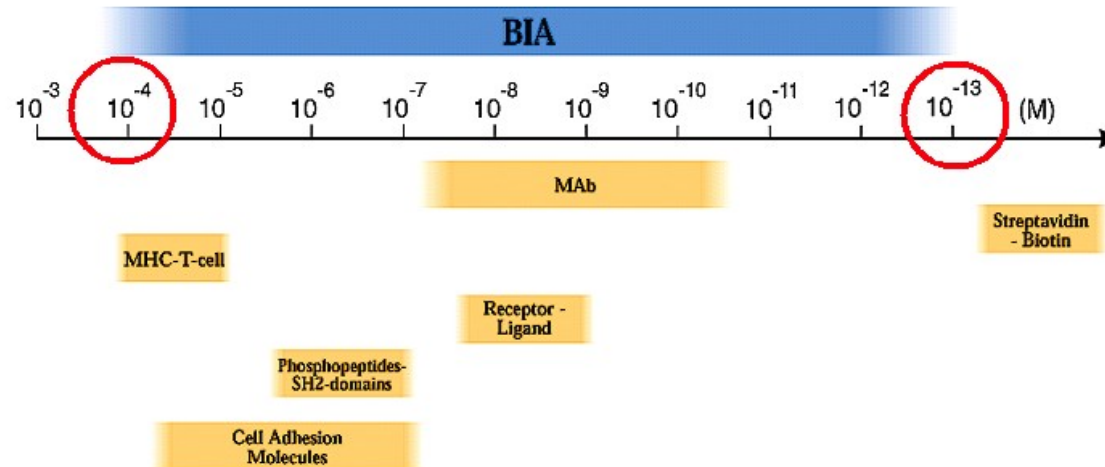 BIA
10-3 10-4 10-5 10-6 10-7 10-8 10-9 10-10 10-11 10-12 10-13 (M)
MAb
Streptavidin
- Biotin
MHC-T-cell
Receptor -
Ligand
Phosphopeptides-
SH2-domains
Cell Adhesion
Molecules